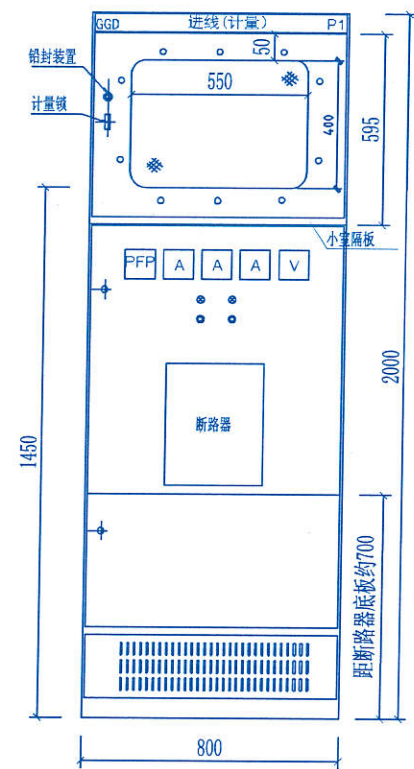 GGD 进线(计量) P1
50
铅封装置
550
计量锁
400
595
小室隔板
PFP A A A V
2000
断路器
1450
距断路器底板约700
800